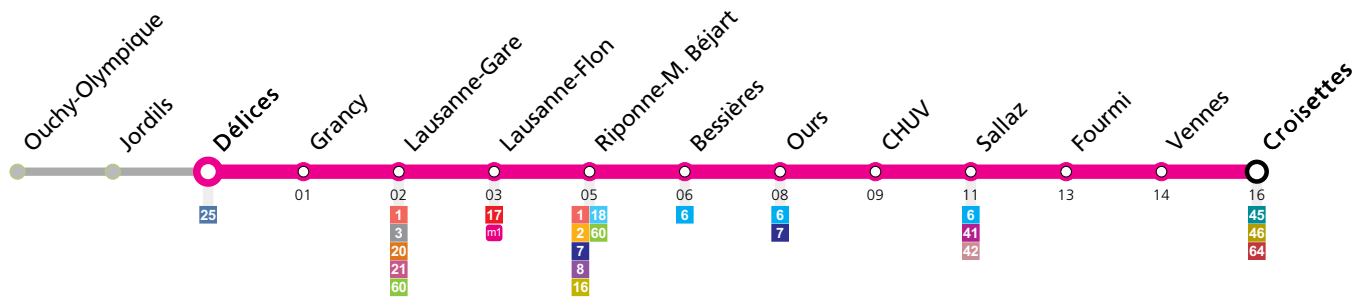 Ouchy-Olympique
Jordils
Délices
Grancy
Lausanne-Gare
Lausanne-Flon
Riponne-M. Béjart
Bessières
Ours
CHUV
Sallaz
Fourmi
Vennes
Croisettes
01 02 03 05 06 08 09 11 13 14 16
25 1 17 1 18 6 6 6 45
3 m1 2 60 7 41 46
20 7 42 64
21 8
60 16